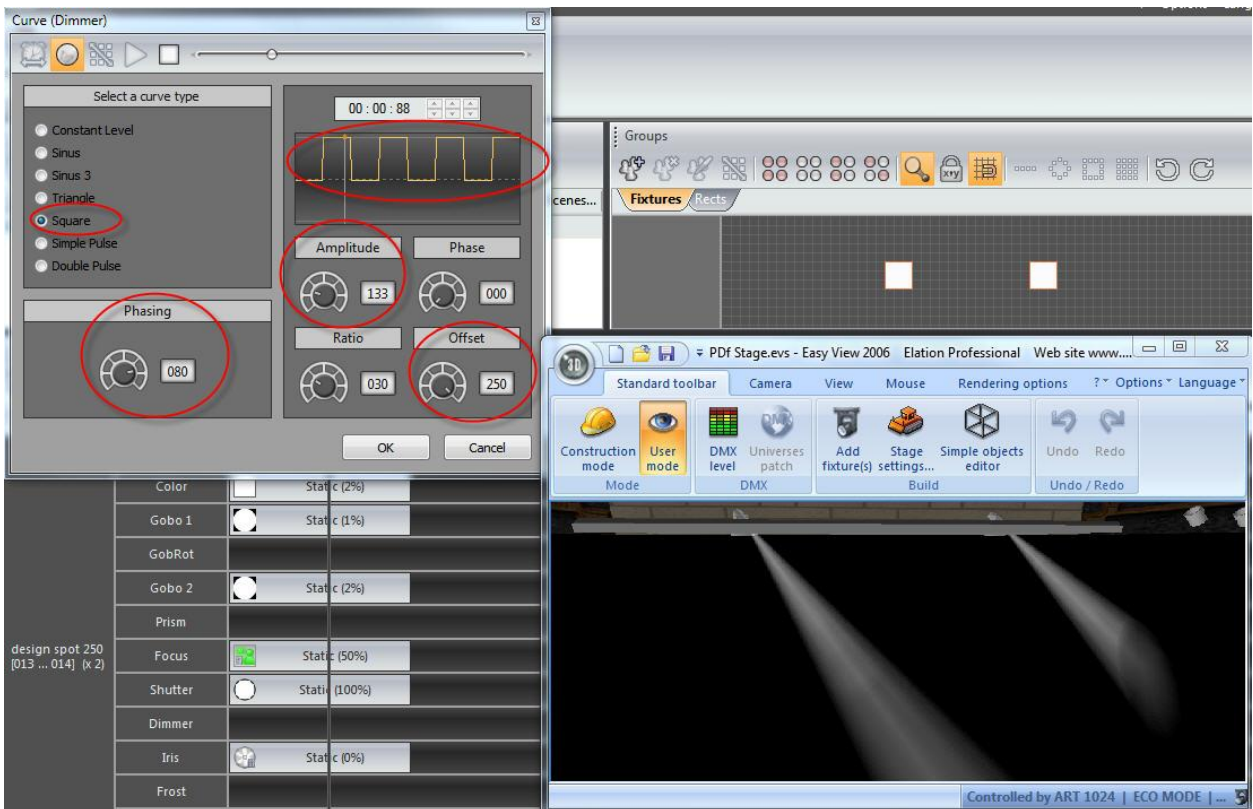 Curve (Dimmer)
Select a curve type
Constant Level
Sinus
Sinus 3
Triangle
Square
Simple Pulse
Double Pulse
Phasing
080
00 : 00 : 88
Amplitude
133
Phase
000
Ratio
030
Offset
250
OK
Cancel
cenes...
Groups
x+y
Fixtures
Rects
3D
PDf Stage.evs - Easy View 2006 Elation Professional Web site www....
Standard toolbar
Camera
View
Mouse
Rendering options
? Options Language
Construction mode
User mode
DMX level
Universes patch
Add fixture(s)
Stage settings...
Simple objects editor
Undo
Redo
Mode
DMX
Build
Undo / Redo
design spot 250
[013 ... 014] (x 2)
Color
Static (2%)
Gobo 1
Static (1%)
GobRot
Gobo 2
Static (2%)
Prism
Focus
Static (50%)
Shutter
Static (100%)
Dimmer
Iris
Static (0%)
Frost
Controlled by ART 1024 | ECO MODE | ...